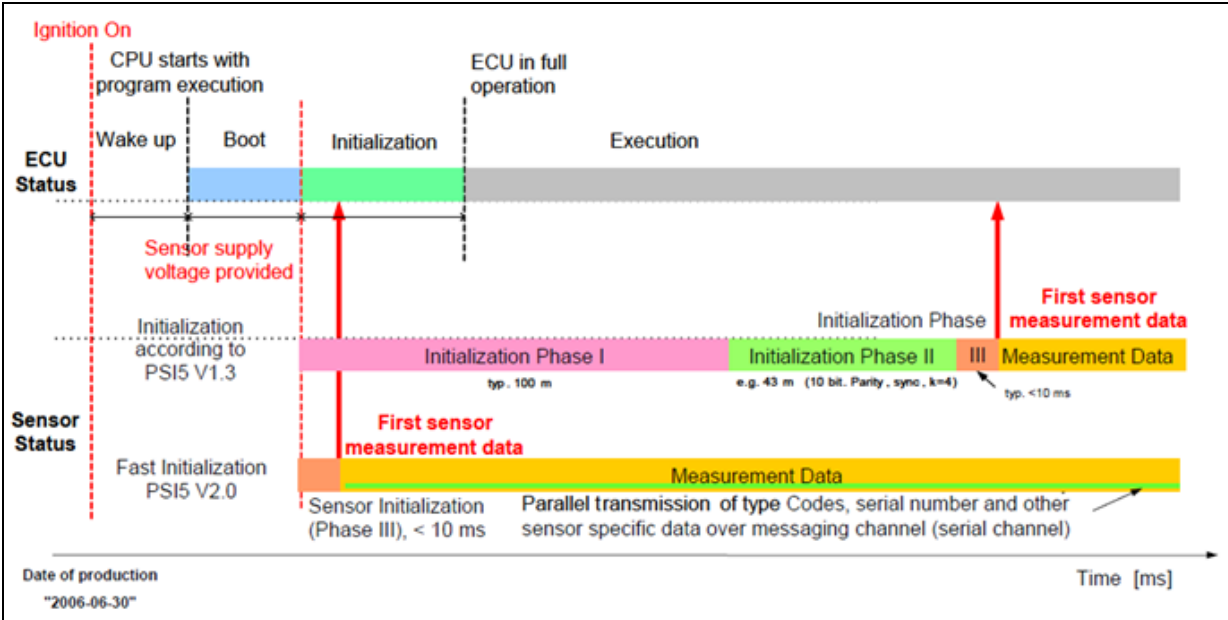 Ignition On
CPU starts with
program execution
ECU in full
operation
Wake up
Boot
Initialization
Execution
ECU
Status
Sensor supply
voltage provided
First sensor
measurement data
Initialization Phase
Initialization
according to
PSI5 V1.3
Initialization Phase I
Initialization Phase II
III
Measurement Data
typ. 100 m
e.g. 43 m (10 bit. Parity , sync , k=4)
typ. <10 ms
Sensor
Status
First sensor
measurement data
Fast Initialization
PSI5 V2.0
Measurement Data
Sensor Initialization
(Phase III), < 10 ms
Parallel transmission of type Codes, serial number and other
sensor specific data over messaging channel (serial channel)
Date of production
"2006-06-30"
Time [ms]